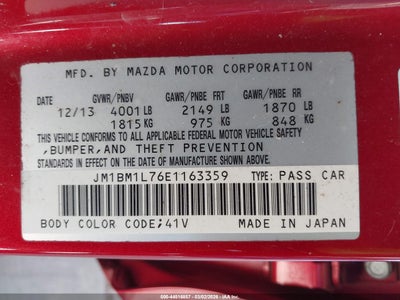 MFD. BY MAZDA MOTOR CORPORATION
GVWR/PNBV GAWR/PNBE FRT GAWR/PNBE RR
12/13 4001 LB 2149 LB 1870 LB
1815 KG 975 KG 848 KG
THIS VEHICLE CONFORMS TO ALL APPLICABLE FEDERAL MOTOR VEHICLE SAFETY,
,BUMPER,AND THEFT PREVENTION
STANDARDS IN EFFECT ON THE DATE OF MANUFACTURE SHOWN ABOVE.
JM1BM1L76E1163359 TYPE: PASS CAR
BODY COLOR CODE;41V MADE IN JAPAN